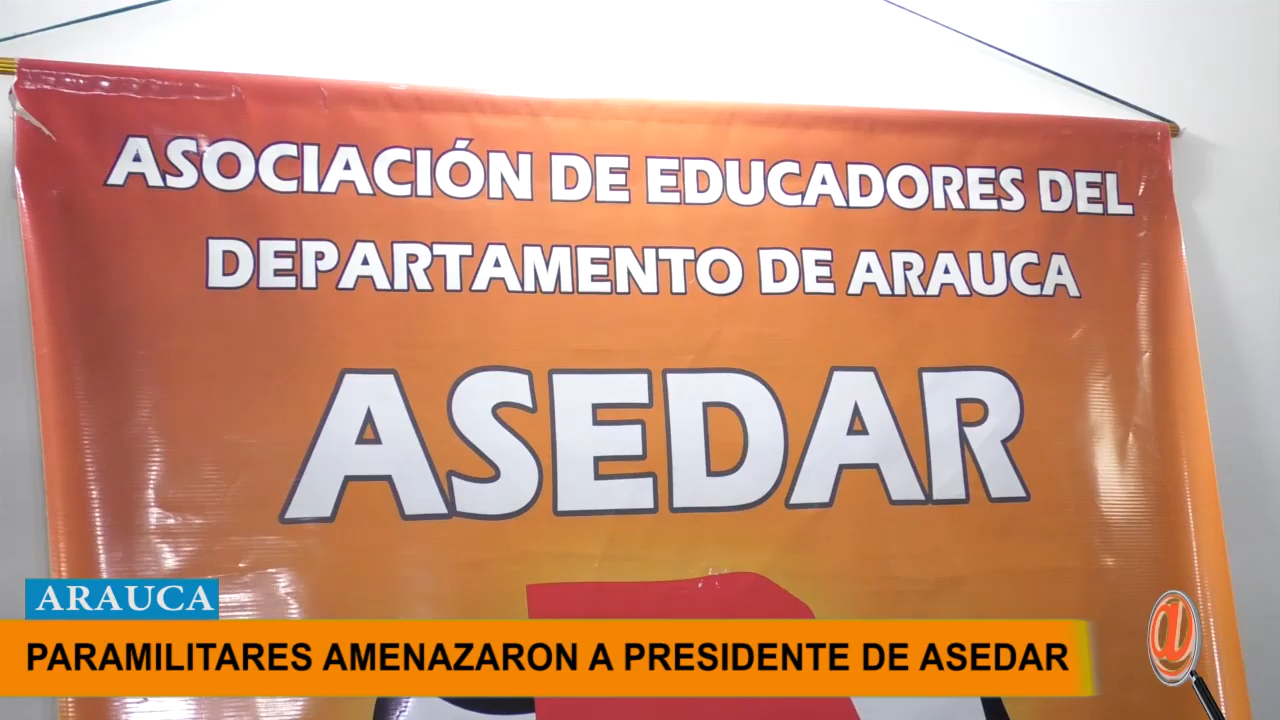 ASOCIACIÓN DE EDUCADORES DEL
DEPARTAMENTO DE ARAUCA
ASEDAR
ARAUCA
PARAMILITARES AMENAZARON A PRESIDENTE DE ASEDAR
@